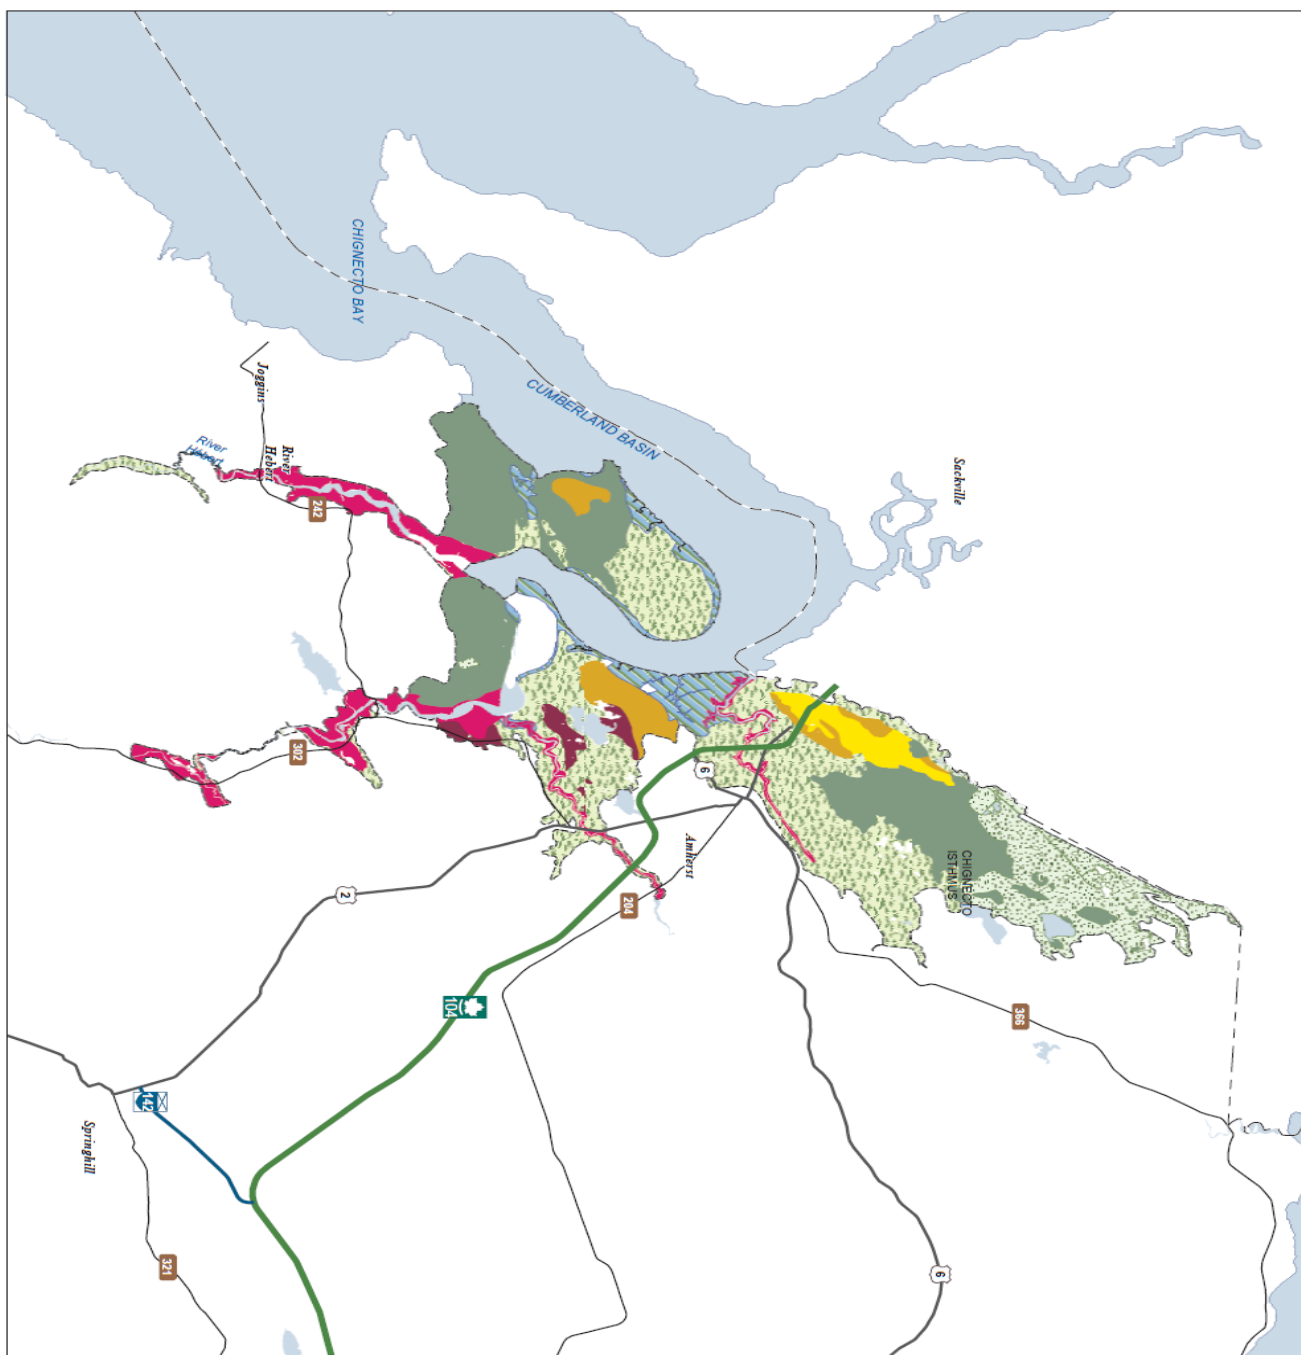 CHIGNECTO BAY
CUMBERLAND BASIN
Sackville
Joggins
River
Hebert
River
Hebert
242
302
6
Amherst
CHIGNECTO
ISTHMUS
2
204
104
366
142
Springhill
321
6